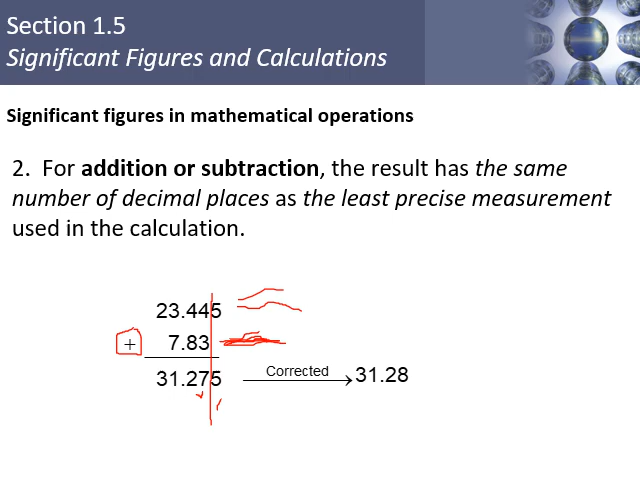 Section 1.5
Significant Figures and Calculations
Significant figures in mathematical operations
2. For addition or subtraction, the result has the same
number of decimal places as the least precise measurement
used in the calculation.
23.445
+ 7.83
31.275 Corrected → 31.28